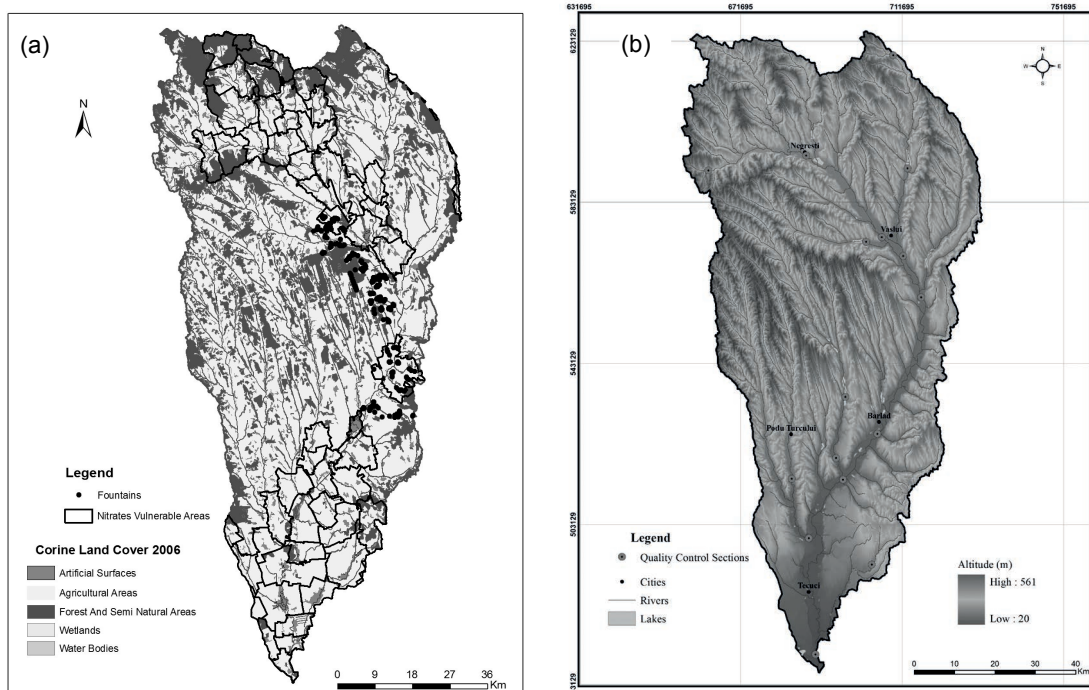 (a)
N
Legend
Fountains
Nitrates Vulnerable Areas
Corine Land Cover 2006
Artificial Surfaces
Agricultural Areas
Forest And Semi Natural Areas
Wetlands
Water Bodies
0 9 18 27 36
Km
631695 671695 711695 751695
(b)
623129
583129
543129
503129
3129
N
W E
S
Negresti
Vaslui
Barlad
Podu Turcului
Tecuci
Legend
Quality Control Sections
Cities
Rivers
Lakes
Altitude (m)
High : 561
Low : 20
0 10 20 30 40
Km